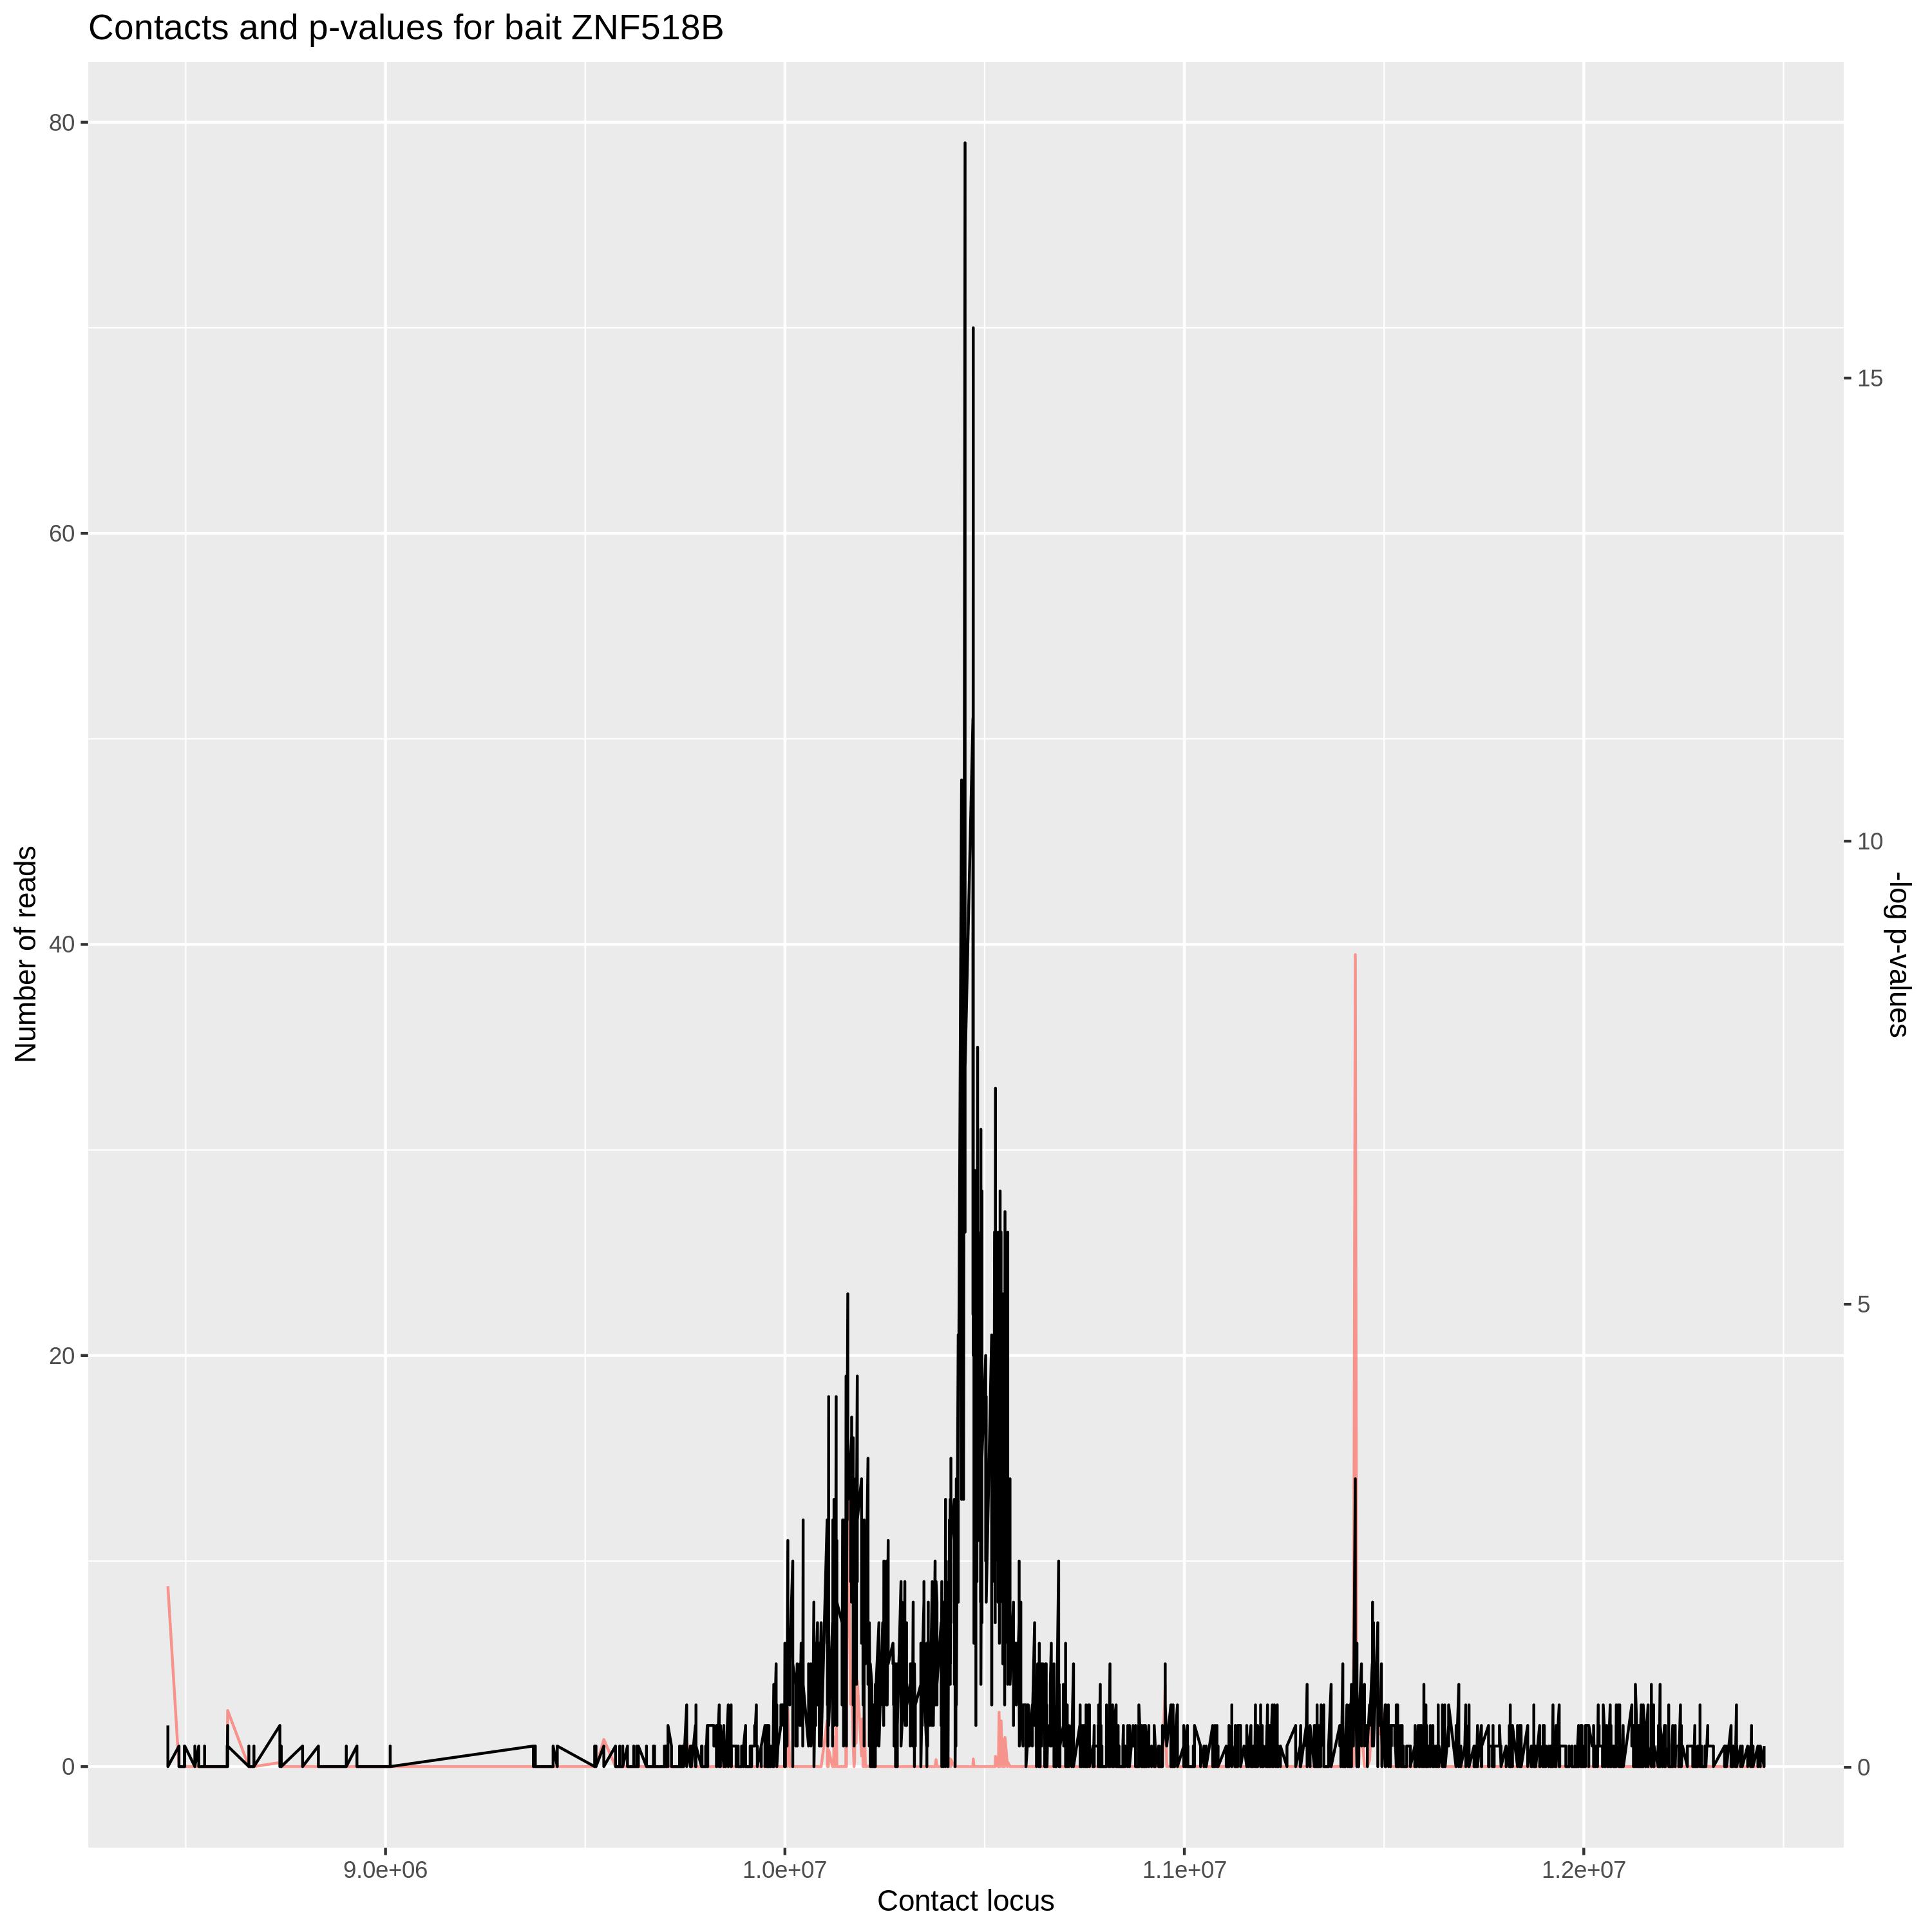 Contacts and p-values for bait ZNF518B
80
60
40
20
0
Number of reads
15
10
5
0
-log p-values
9.0e+06 1.0e+07 1.1e+07 1.2e+07
Contact locus